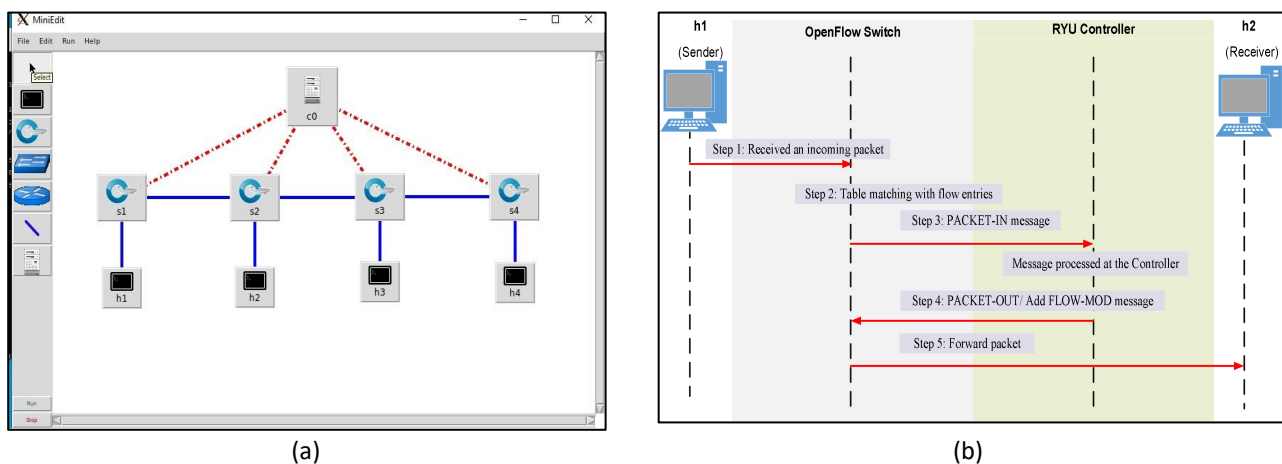 MiniEdit
File Edit Run Help
Select
c0
s1
s2
s3
s4
h1
h2
h3
h4
Run
Stop
(a)
h1
(Sender)
OpenFlow Switch
RYU Controller
h2
(Receiver)
Step 1: Received an incoming packet
Step 2: Table matching with flow entries
Step 3: PACKET-IN message
Message processed at the Controller
Step 4: PACKET-OUT/ Add FLOW-MOD message
Step 5: Forward packet
(b)